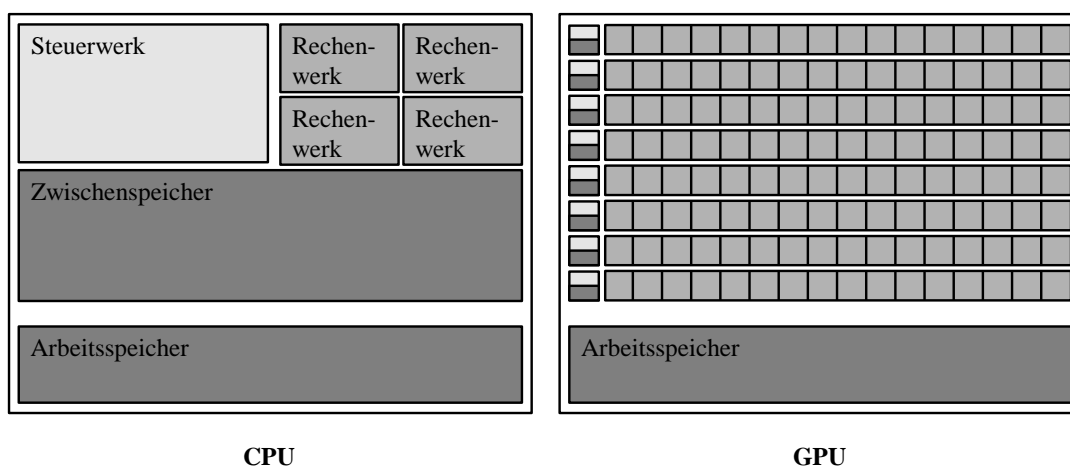 Steuerwerk
Rechen-
werk
Rechen-
werk
Rechen-
werk
Rechen-
werk
Zwischenspeicher
Arbeitsspeicher
Arbeitsspeicher
CPU
GPU